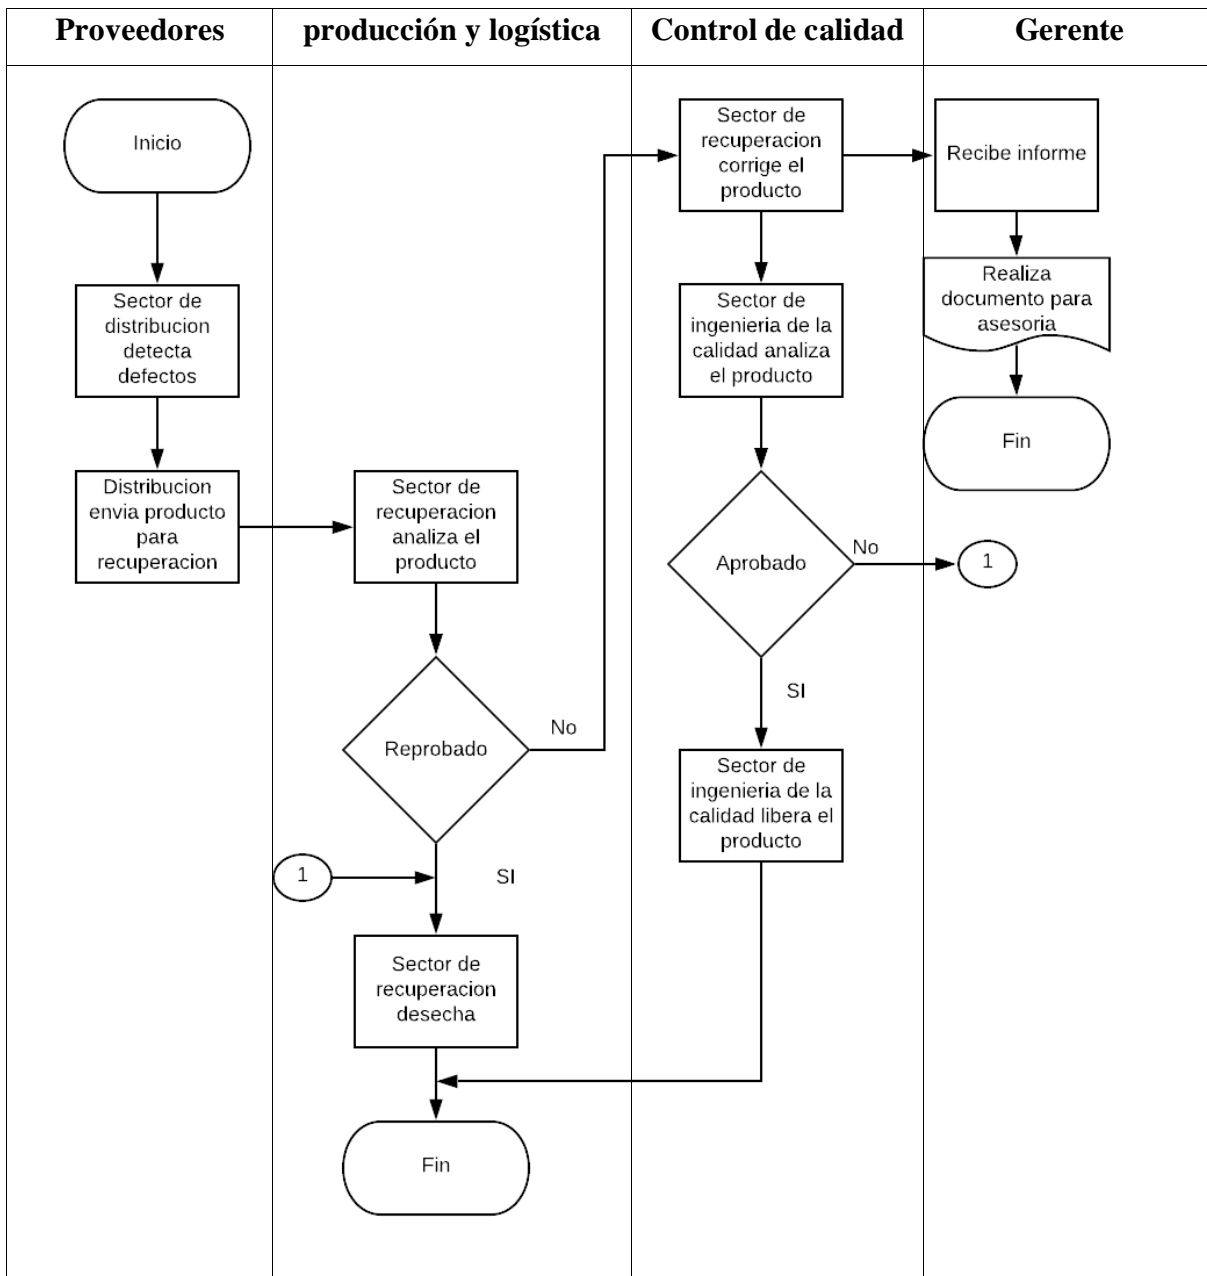 Proveedores
producción y logística
Control de calidad
Gerente
Inicio
Sector de
distribucion
detecta
defectos
Distribucion
envia producto
para
recuperacion
Sector de
recuperacion
analiza el
producto
Reprobado
No
1
SI
Sector de
recuperacion
desecha
Fin
Sector de
recuperacion
corrige el
producto
Sector de
ingenieria de la
calidad analiza
el producto
Aprobado
No
1
SI
Sector de
ingenieria de la
calidad libera el
producto
Recibe informe
Realiza
documento para
asesoria
Fin